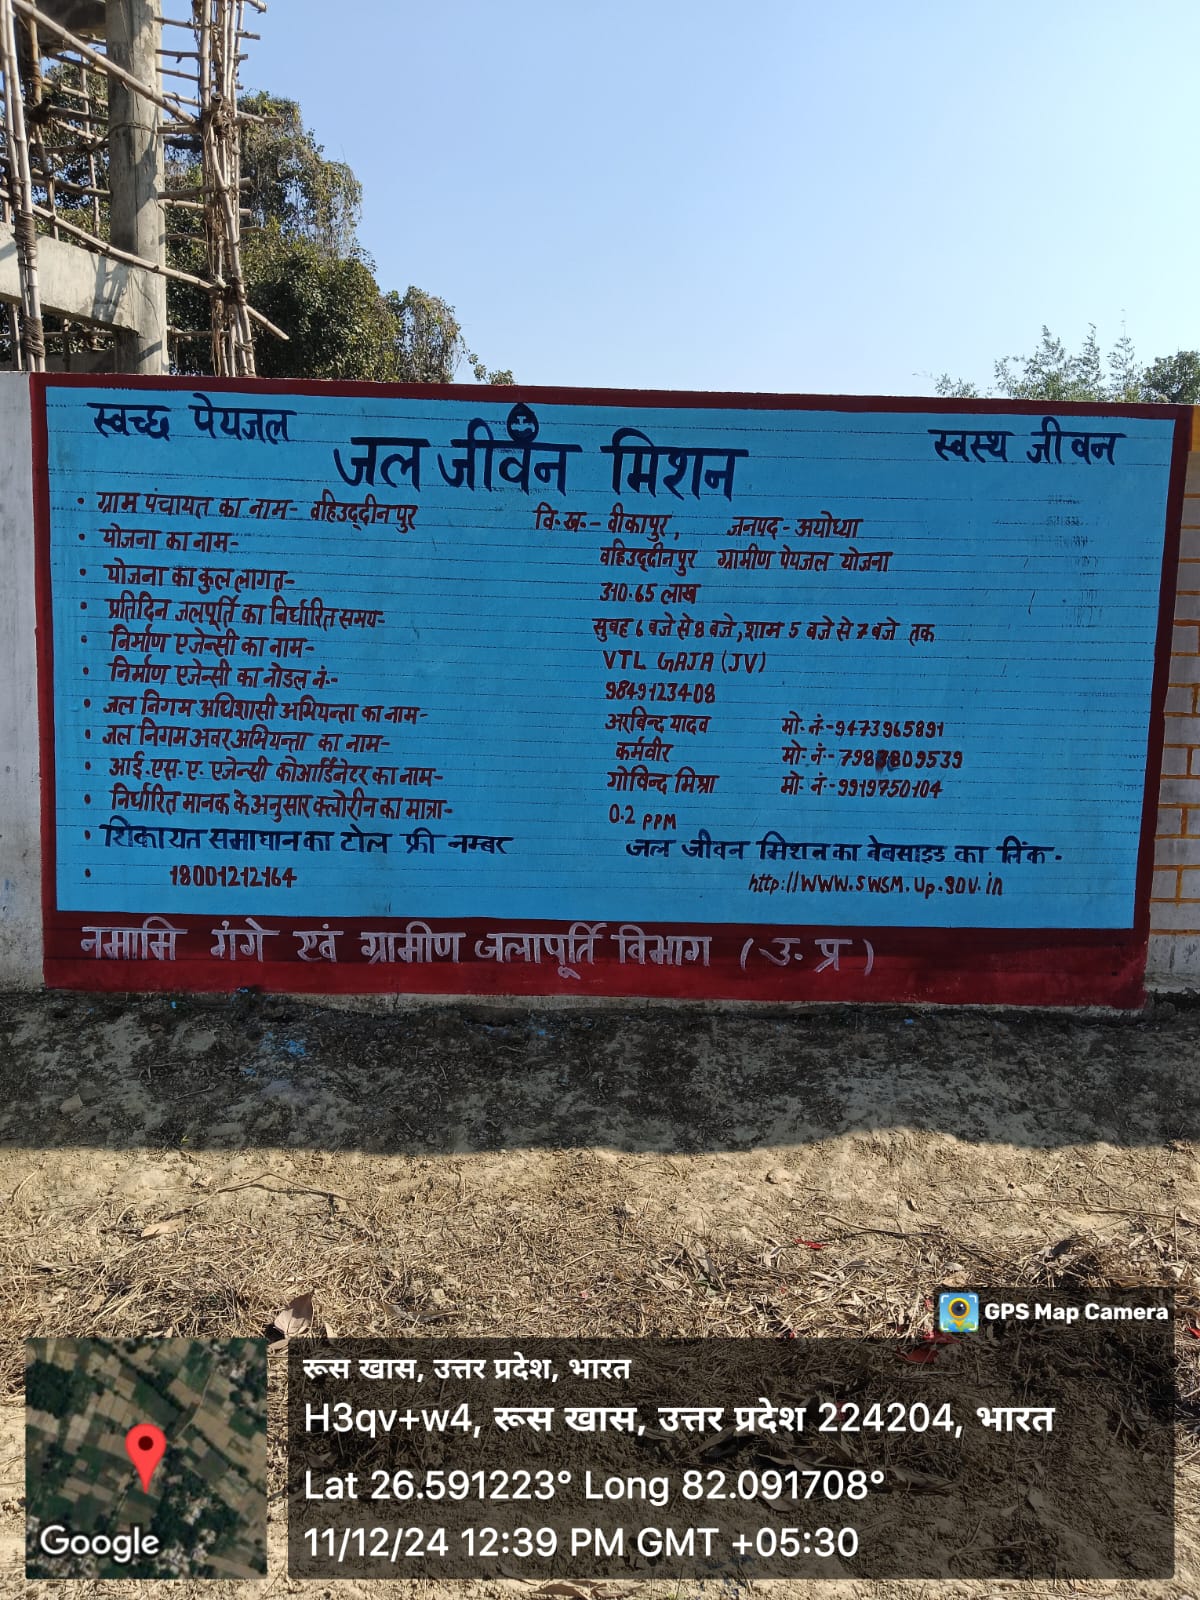 स्वच्छ पेयजल
स्वस्थ जीवन
जल जीवन मिशन
• ग्राम पंचायत का नाम- वहिउद्दीनपुर वि.ख.- बीकापुर, जनपद- अयोध्या
• योजना का नाम- वहिउद्दीनपुर ग्रामीण पेयजल योजना
• योजना का कुल लागत- 310.65 लाख
• प्रतिदिन जलपूर्ति का निर्धारित समय- सुबह 6 बजे से 8 बजे, शाम 5 बजे से 7 बजे तक
• निर्माण एजेन्सी का नाम- VTL GAJA (JV)
• निर्माण एजेन्सी का नोडल नं.- 9849123408
• जल निगम अधिशासी अभियन्ता का नाम- अरविन्द यादव मो. नं.-9473965891
• जल निगम अवर अभियन्ता का नाम- कर्मवीर मो. नं.-7983809539
• आई.एस.ए. एजेन्सी कोआर्डिनेटर का नाम- गोविन्द मिश्रा मो. नं.-9919750104
• निर्धारित मानक के अनुसार क्लोरीन का मात्रा- 0.2 PPM
• शिकायत समाधान का टोल फ्री नम्बर जल जीवन मिशन का वेबसाइड का लिंक.
• 18001212164 http://www.swsm.up.gov.in
नमामि गंगे एवं ग्रामीण जलापूर्ति विभाग (उ. प्र)
GPS Map Camera
रूस खास, उत्तर प्रदेश, भारत
H3qv+w4, रूस खास, उत्तर प्रदेश 224204, भारत
Lat 26.591223° Long 82.091708°
11/12/24 12:39 PM GMT +05:30
Google